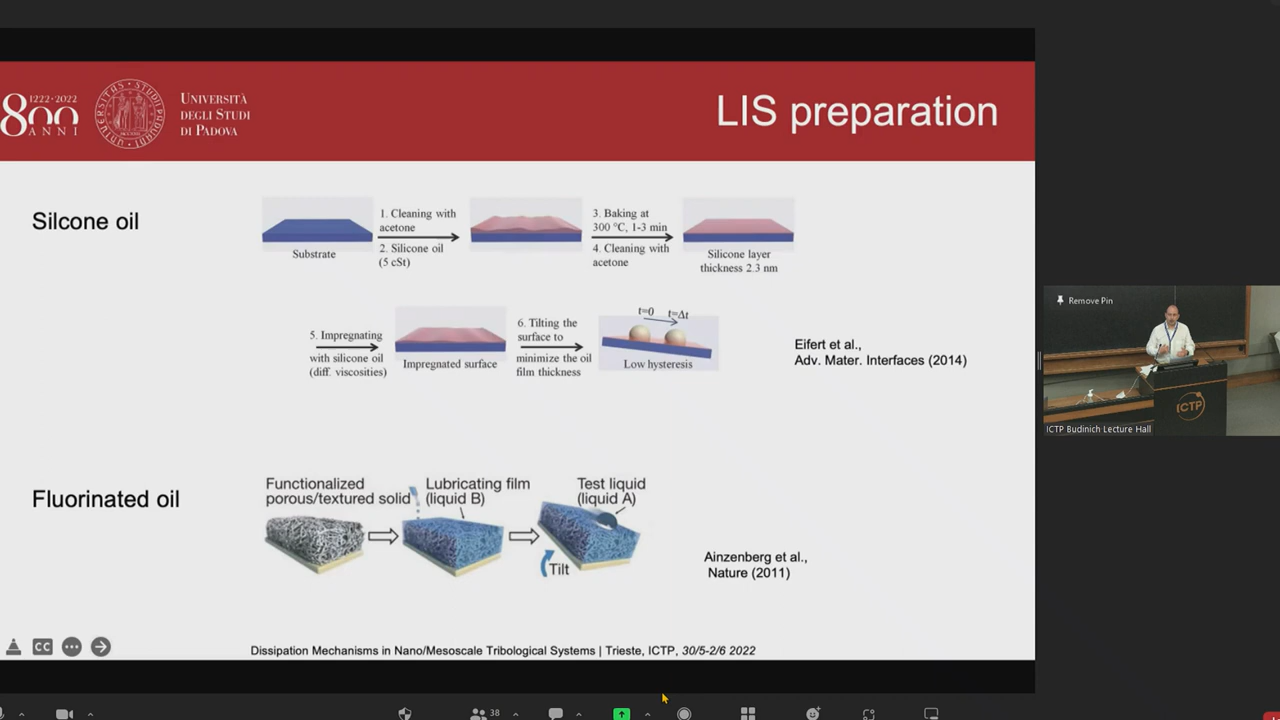 1222·2022
800
ANNI
UNIVERSITÀ
DEGLI STUDI
DI PADOVA
LIS preparation
Silcone oil
Substrate
1. Cleaning with
acetone
2. Silicone oil
(5 cSt)
3. Baking at
300 °C, 1-3 min
4. Cleaning with
acetone
Silicone layer
thickness 2.3 nm
5. Impregnating
with silicone oil
(diff. viscosities)
Impregnated surface
6. Tilting the
surface to
minimize the oil
film thickness
t=0 t=Δt
Low hysteresis
Eifert et al.,
Adv. Mater. Interfaces (2014)
Fluorinated oil
Functionalized
porous/textured solid
Lubricating film
(liquid B)
Test liquid
(liquid A)
Tilt
Ainzenberg et al.,
Nature (2011)
CC
Dissipation Mechanisms in Nano/Mesoscale Tribological Systems | Trieste, ICTP, 30/5-2/6 2022
Remove Pin
ICTP
ICTP Budinich Lecture Hall
38